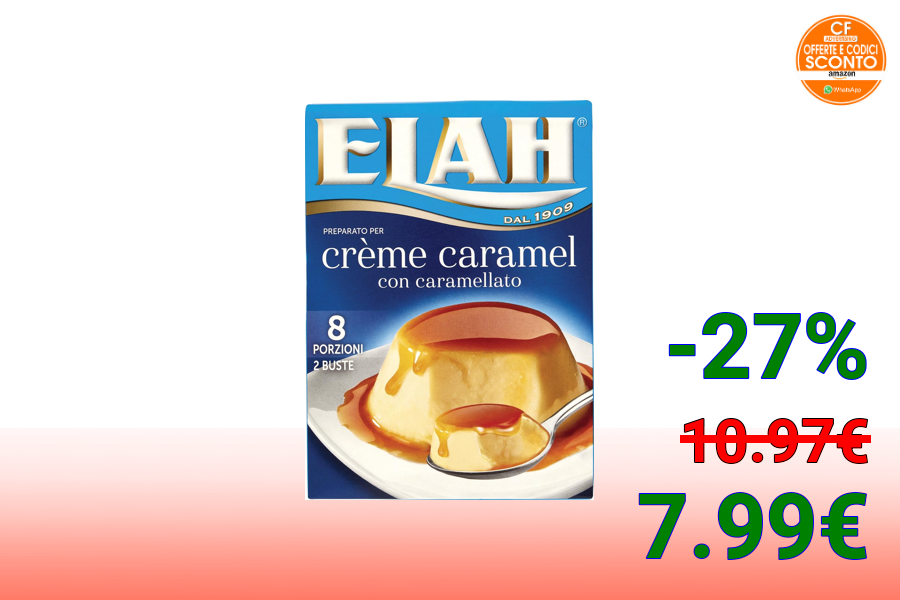 CF
ADVERTISING
OFFERTE E CODICI
SCONTO
amazon
WhatsApp
ELAH®
DAL 1909
PREPARATO PER
crème caramel
con caramellato
8
PORZIONI
2 BUSTE
-27%
10.97€
7.99€